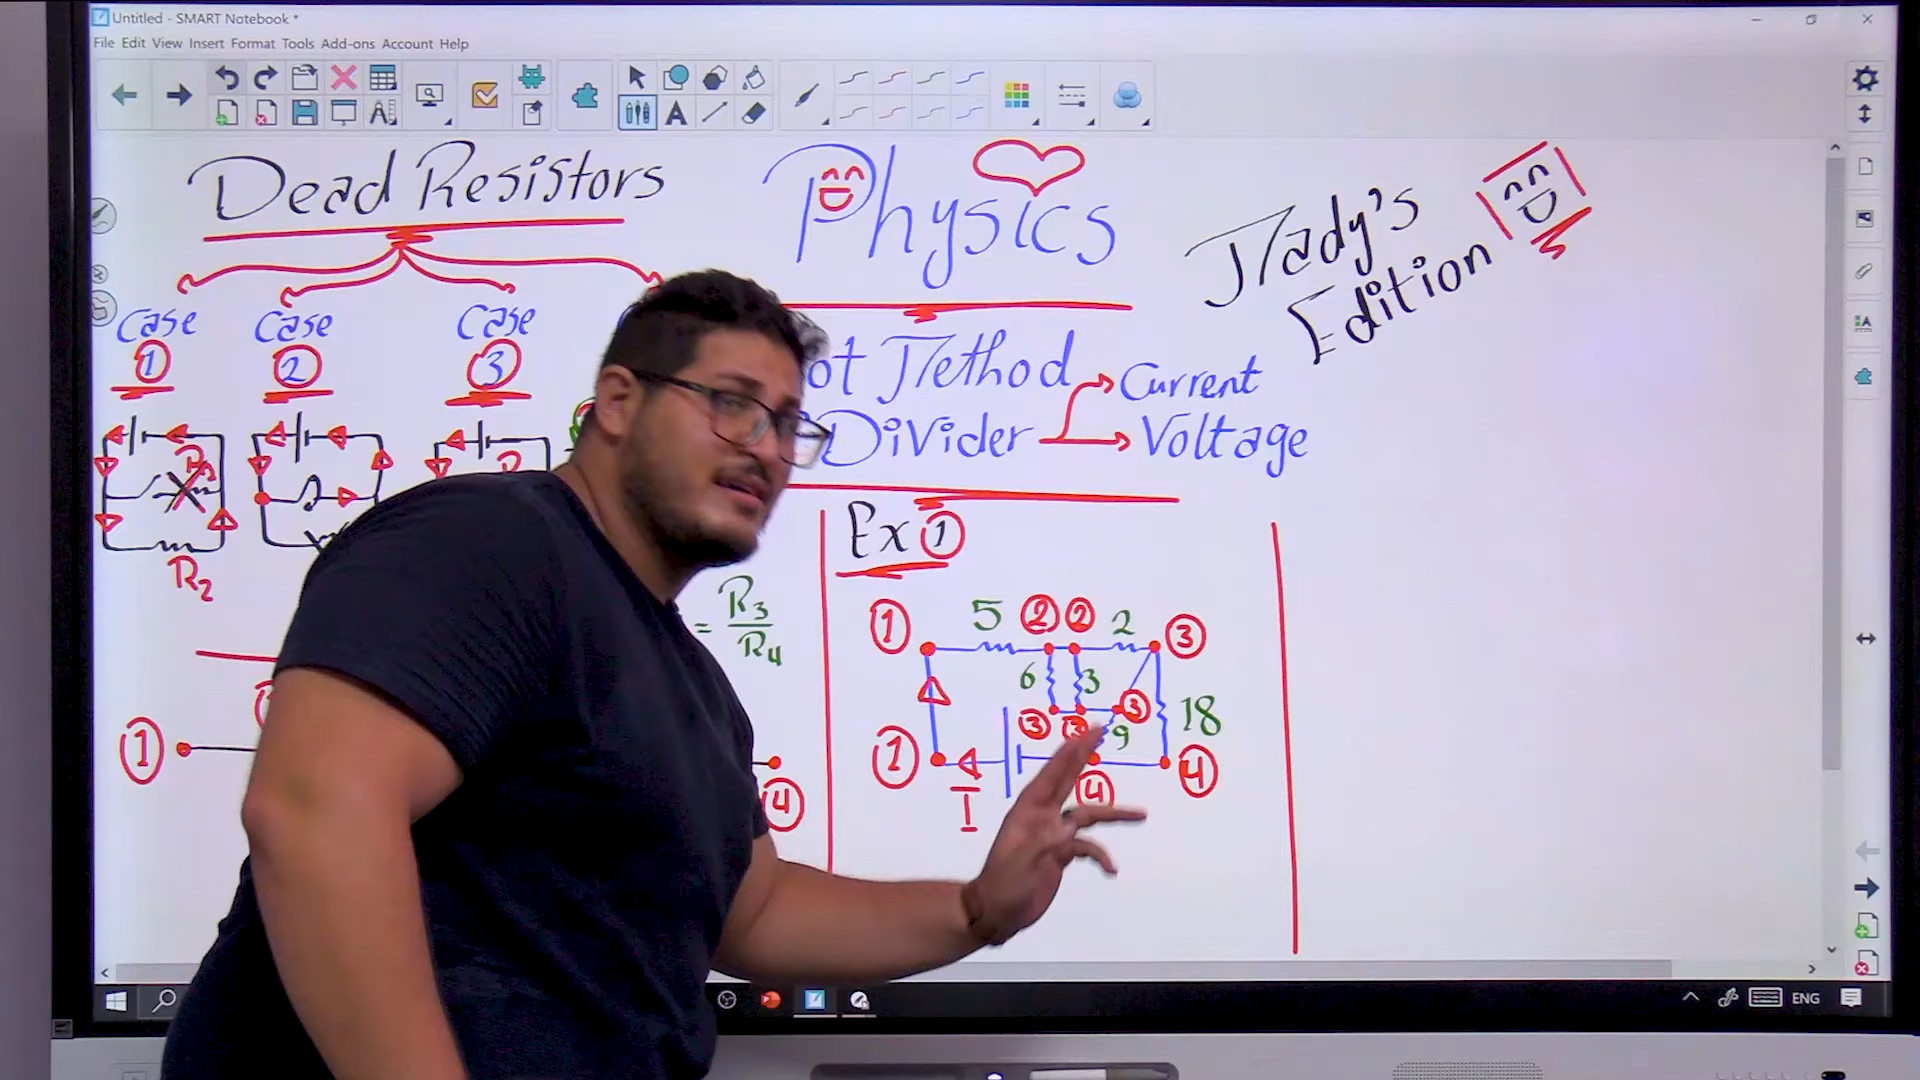 Untitled - SMART Notebook *
File Edit View Insert Format Tools Add-ons Account Help
Dead Resistors
Physics
Mady's
Edition
Case
1
Case
2
Case
3
ot Method
Divider
Current
Voltage
R2
= R3
R4
1
4
Ex 1
1
5
2
2
2
3
6
3
3
3
3
9
18
1
I
4
4
ENG